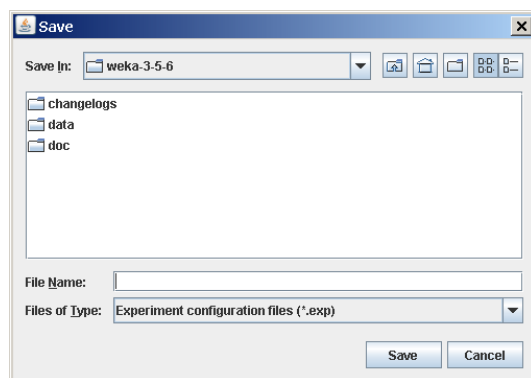 Save
Save In: weka-3-5-6
changelogs
data
doc
File Name:
Files of Type: Experiment configuration files (*.exp)
Save Cancel